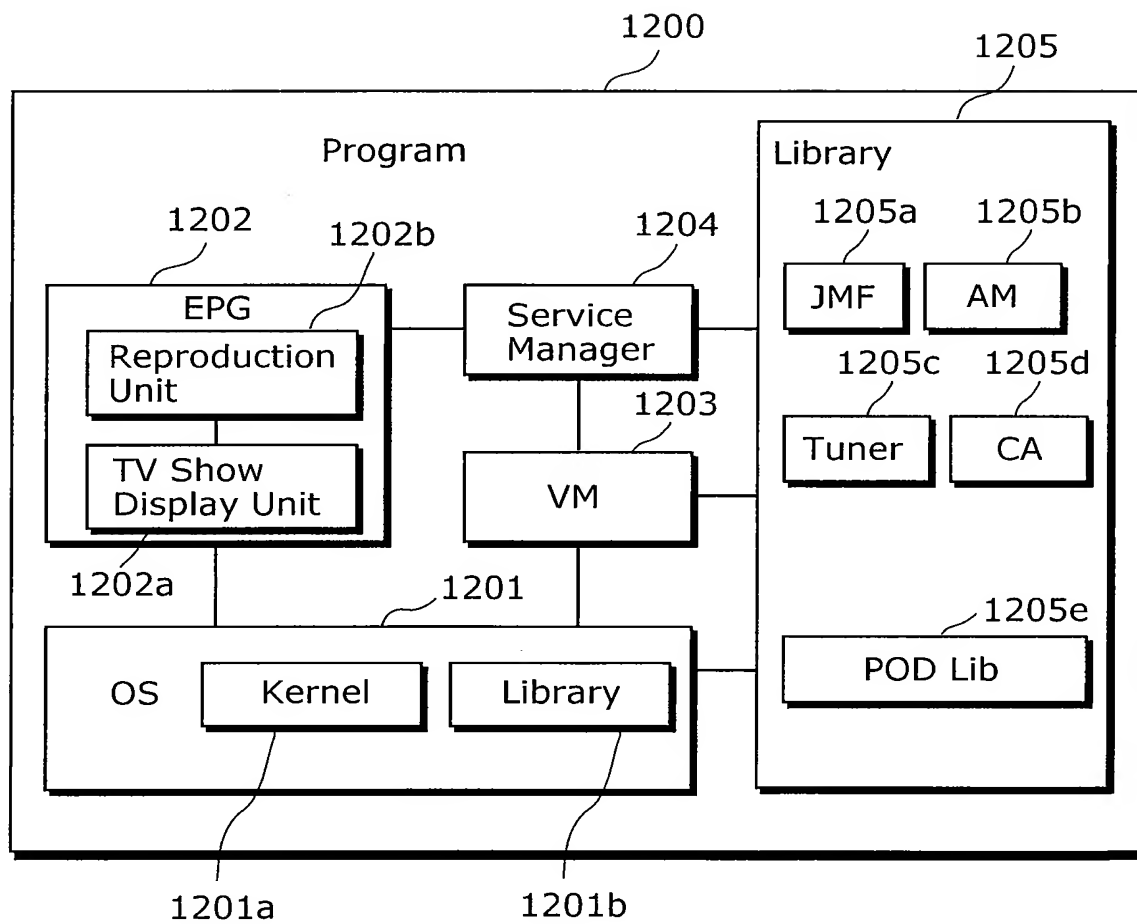 1200
1205
Program
Library
1202
1202b
1204
1205a
1205b
EPG
JMF
AM
Reproduction
Unit
Service
Manager
1205c
1205d
1203
TV Show
Display Unit
VM
Tuner
CA
1202a
1201
1205e
OS
Kernel
Library
POD Lib
1201a
1201b